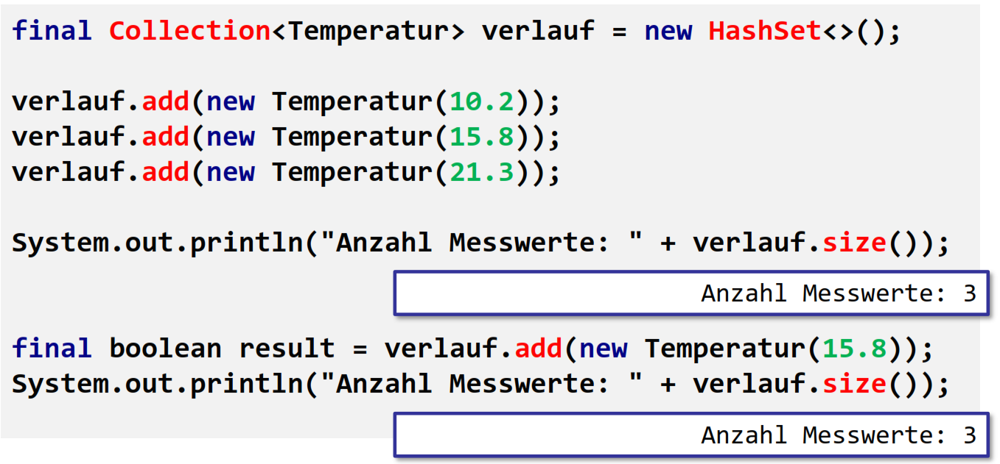 final Collection<Temperatur> verlauf = new HashSet<>();
verlauf.add(new Temperatur(10.2));
verlauf.add(new Temperatur(15.8));
verlauf.add(new Temperatur(21.3));
System.out.println("Anzahl Messwerte: " + verlauf.size());
Anzahl Messwerte: 3
final boolean result = verlauf.add(new Temperatur(15.8));
System.out.println("Anzahl Messwerte: " + verlauf.size());
Anzahl Messwerte: 3